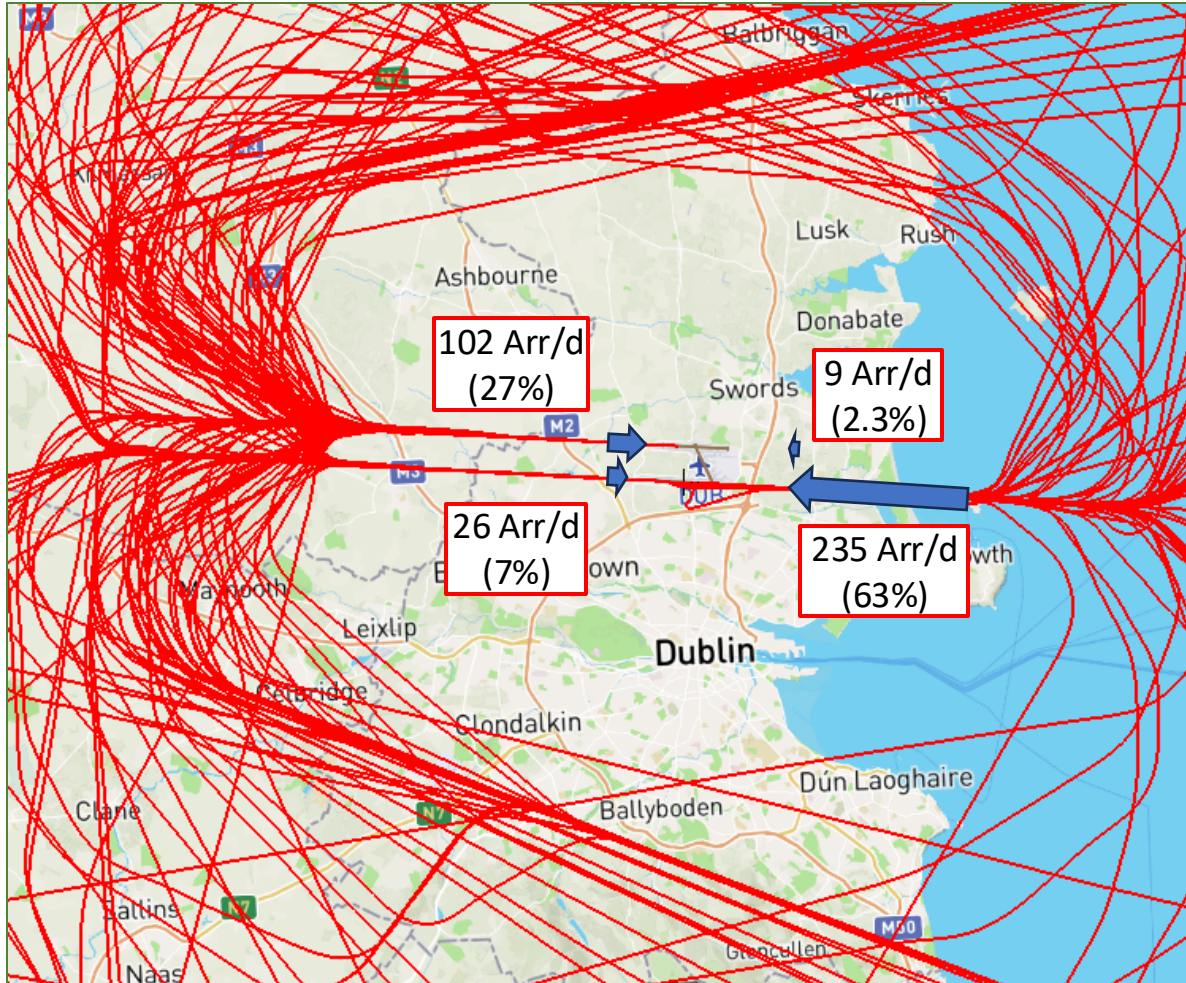 Balbriggan
Skerries
Lusk
Rush
Ashbourne
Donabate
102 Arr/d
(27%)
Swords
9 Arr/d
(2.3%)
M2
M3
DUB
26 Arr/d
(7%)
235 Arr/d
(63%)
own
owth
Maynooth
Leixlip
Dublin
Celbridge
Clondalkin
Dún Laoghaire
Clane
N7
Ballyboden
Sallins
N7
M50
Glencullen
Naas